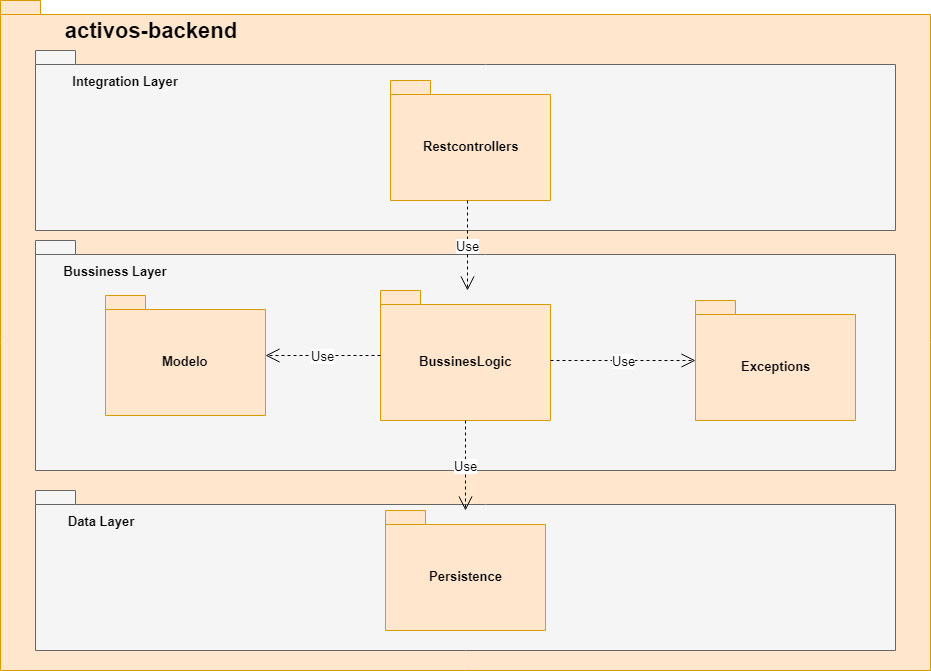 activos-backend
Integration Layer
Restcontrollers
Use
Bussiness Layer
Modelo
Use
BussinesLogic
Use
Exceptions
Use
Data Layer
Persistence